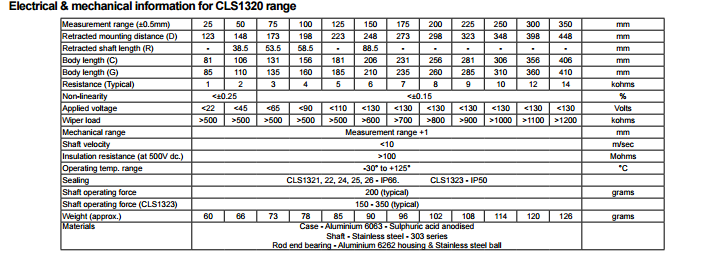 Electrical & mechanical information for CLS1320 range
Measurement range (±0.5mm) 25 50 75 100 125 150 175 200 225 250 300 350 mm
Retracted mounting distance (D) 123 148 173 198 223 248 273 298 323 348 398 448 mm
Retracted shaft length (R) - 38.5 53.5 58.5 - 88.5 - - - - - - mm
Body length (C) 81 106 131 156 181 206 231 256 281 306 356 406 mm
Body length (G) 85 110 135 160 185 210 235 260 285 310 360 410 mm
Resistance (Typical) 1 2 3 4 5 6 7 8 9 10 12 14 kohms
Non-linearity <±0.25 <±0.15 %
Applied voltage <22 <45 <65 <90 <110 <130 <130 <130 <130 <130 <130 <130 Volts
Wiper load >500 >500 >500 >500 >500 >600 >700 >800 >900 >1000 >1100 >1200 kohms
Mechanical range Measurement range +1 mm
Shaft velocity <10 m/sec
Insulation resistance (at 500V dc.) >100 Mohms
Operating temp. range -30° to +125° °C
Sealing CLS1321, 22, 24, 25, 26 - IP66. CLS1323 - IP50
Shaft operating force 200 (typical) grams
Shaft operating force (CLS1323) 150 - 350 (typical)
Weight (approx.) 60 66 73 78 85 90 96 102 108 114 120 126 grams
Materials Case - Aluminium 6063 - Sulphuric acid anodised
Shaft - Stainless steel - 303 series
Rod end bearing - Aluminium 6262 housing & Stainless steel ball